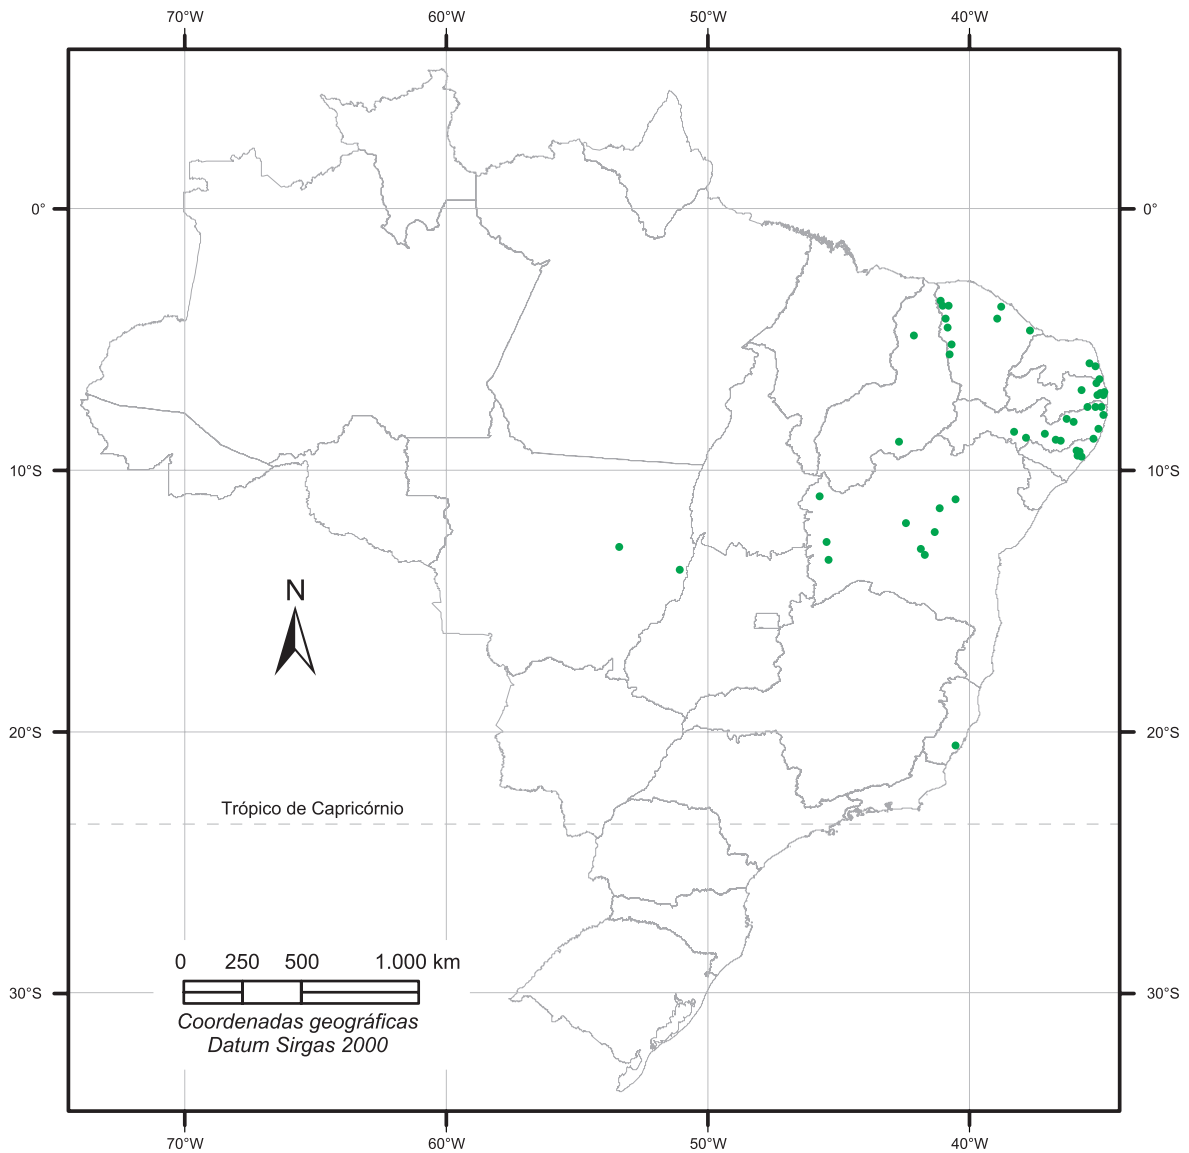 70°W 60°W 50°W 40°W
0° 0°
10°S 10°S
N
20°S 20°S
Trópico de Capricórnio
0 250 500 1.000 km
30°S 30°S
Coordenadas geográficas
Datum Sirgas 2000
70°W 60°W 50°W 40°W